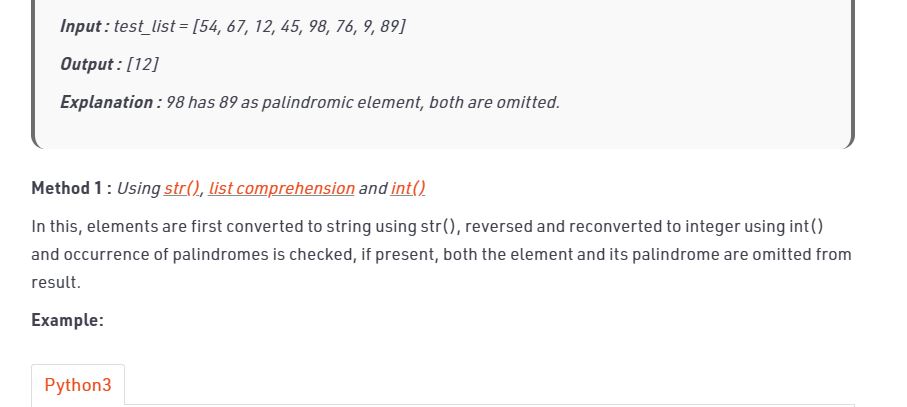 Input : test_list = [54, 67, 12, 45, 98, 76, 9, 89]
Output : [12]
Explanation : 98 has 89 as palindromic element, both are omitted.
Method 1 : Using str(), list comprehension and int()
In this, elements are first converted to string using str(), reversed and reconverted to integer using int()
and occurrence of palindromes is checked, if present, both the element and its palindrome are omitted from
result.
Example:
Python3